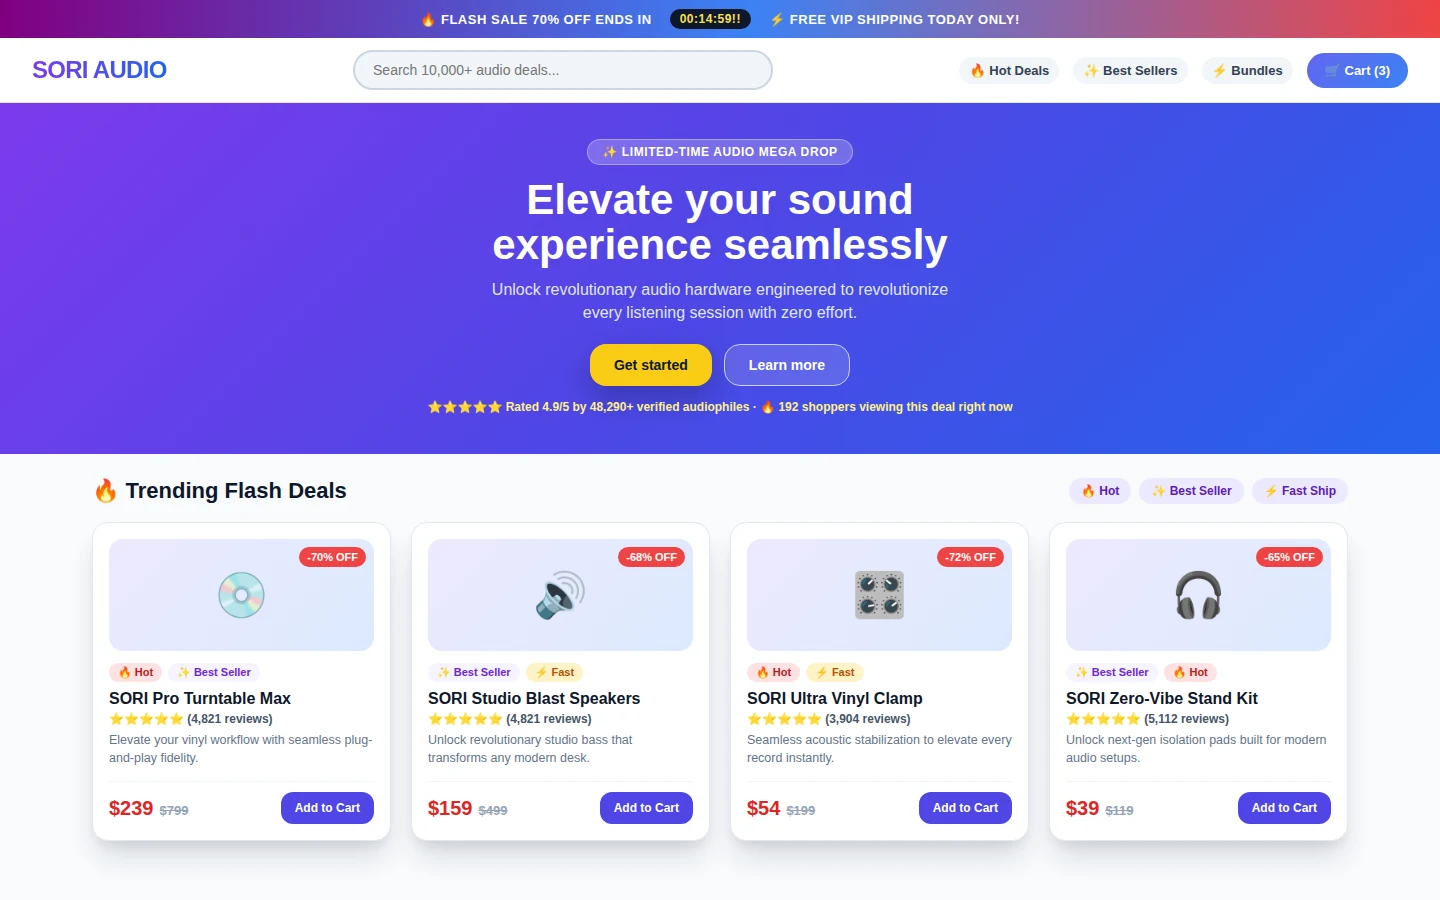 🔥 FLASH SALE 70% OFF ENDS IN 00:14:59!! ⚡ FREE VIP SHIPPING TODAY ONLY!
SORI AUDIO
Search 10,000+ audio deals...
🔥 Hot Deals
✨ Best Sellers
⚡ Bundles
🛒 Cart (3)
✨ LIMITED-TIME AUDIO MEGA DROP
Elevate your sound
experience seamlessly
Unlock revolutionary audio hardware engineered to revolutionize
every listening session with zero effort.
Get started
Learn more
⭐⭐⭐⭐⭐ Rated 4.9/5 by 48,290+ verified audiophiles · 🔥 192 shoppers viewing this deal right now
🔥 Trending Flash Deals
🔥 Hot
✨ Best Seller
⚡ Fast Ship
-70% OFF
🔥 Hot
✨ Best Seller
SORI Pro Turntable Max
⭐⭐⭐⭐⭐ (4,821 reviews)
Elevate your vinyl workflow with seamless plug-
and-play fidelity.
$239 $799
Add to Cart
-68% OFF
✨ Best Seller
⚡ Fast
SORI Studio Blast Speakers
⭐⭐⭐⭐⭐ (4,821 reviews)
Unlock revolutionary studio bass that
transforms any modern desk.
$159 $499
Add to Cart
-72% OFF
🔥 Hot
⚡ Fast
SORI Ultra Vinyl Clamp
⭐⭐⭐⭐⭐ (3,904 reviews)
Seamless acoustic stabilization to elevate every
record instantly.
$54 $199
Add to Cart
-65% OFF
✨ Best Seller
🔥 Hot
SORI Zero-Vibe Stand Kit
⭐⭐⭐⭐⭐ (5,112 reviews)
Unlock next-gen isolation pads built for modern
audio setups.
$39 $119
Add to Cart